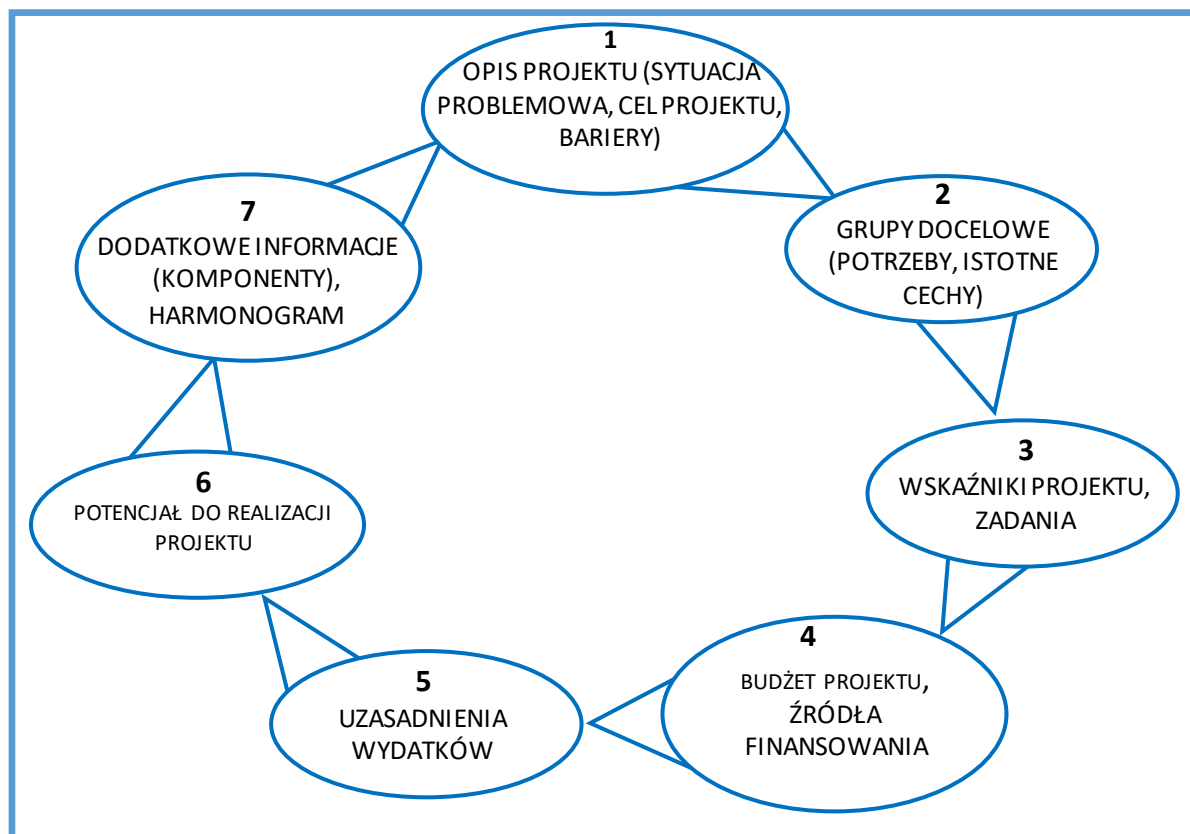 1
OPIS PROJEKTU (SYTUACJA
PROBLEMOWA, CEL PROJEKTU,
BARIERY)
2
GRUPY DOCELOWE
(POTRZEBY, ISTOTNE
CECHY)
3
WSKAŹNIKI PROJEKTU,
ZADANIA
4
BUDŻET PROJEKTU,
ŹRÓDŁA
FINANSOWANIA
5
UZASADNIENIA
WYDATKÓW
6
POTENCJAŁ DO REALIZACJI
PROJEKTU
7
DODATKOWE INFORMACJE
(KOMPONENTY),
HARMONOGRAM